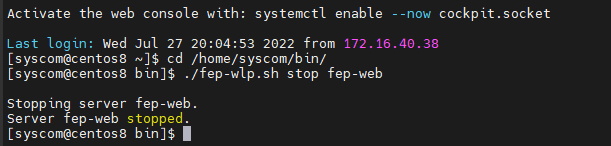 Activate the web console with: systemctl enable --now cockpit.socket
Last login: Wed Jul 27 20:04:53 2022 from 172.16.40.38
[syscom@centos8 ~]$ cd /home/syscom/bin/
[syscom@centos8 bin]$ ./fep-wlp.sh stop fep-web
Stopping server fep-web.
Server fep-web stopped.
[syscom@centos8 bin]$